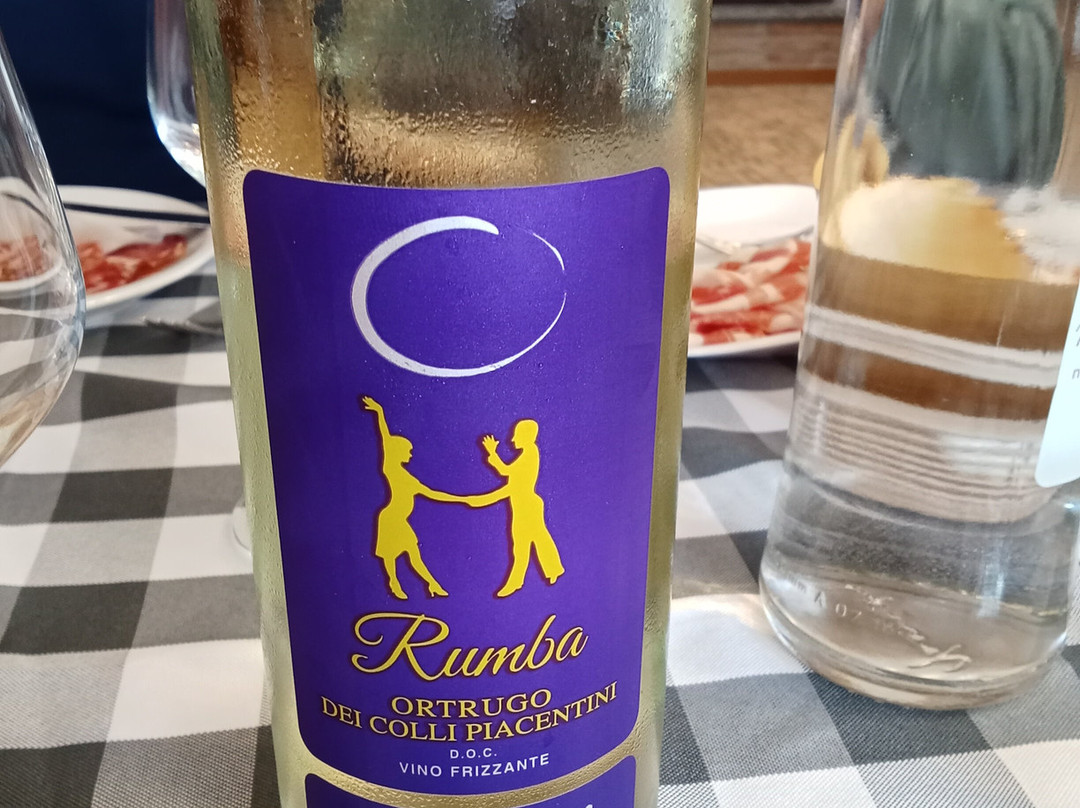 Rumba
ORTRUGO
DEI COLLI PIACENTINI
D.O.C.
VINO FRIZZANTE